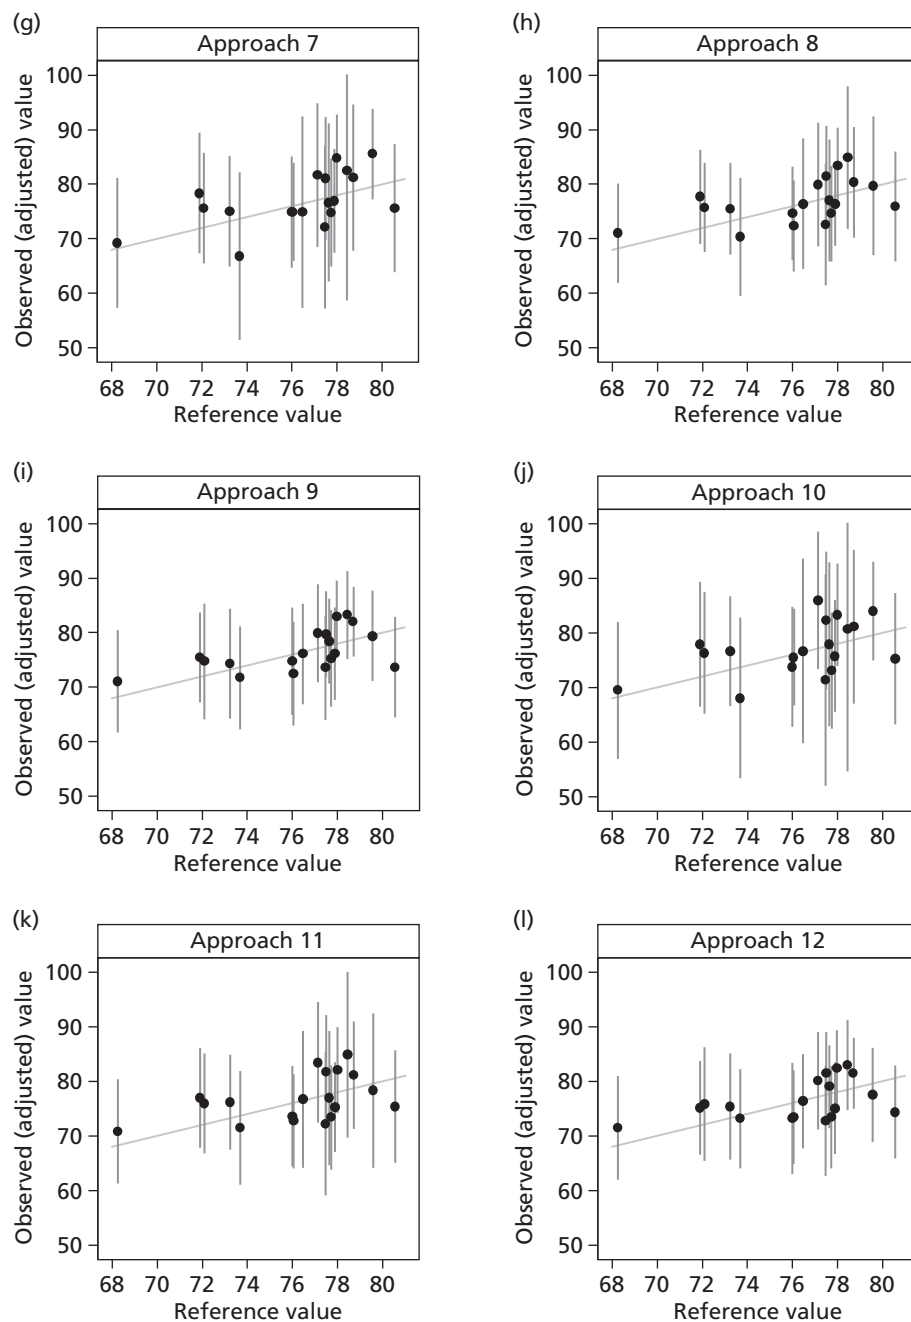 (g)
Approach 7
Observed (adjusted) value
100
90
80
70
60
50
68 70 72 74 76 78 80
Reference value
(h)
Approach 8
Observed (adjusted) value
100
90
80
70
60
50
68 70 72 74 76 78 80
Reference value
(i)
Approach 9
Observed (adjusted) value
100
90
80
70
60
50
68 70 72 74 76 78 80
Reference value
(j)
Approach 10
Observed (adjusted) value
100
90
80
70
60
50
68 70 72 74 76 78 80
Reference value
(k)
Approach 11
Observed (adjusted) value
100
90
80
70
60
50
68 70 72 74 76 78 80
Reference value
(l)
Approach 12
Observed (adjusted) value
100
90
80
70
60
50
68 70 72 74 76 78 80
Reference value